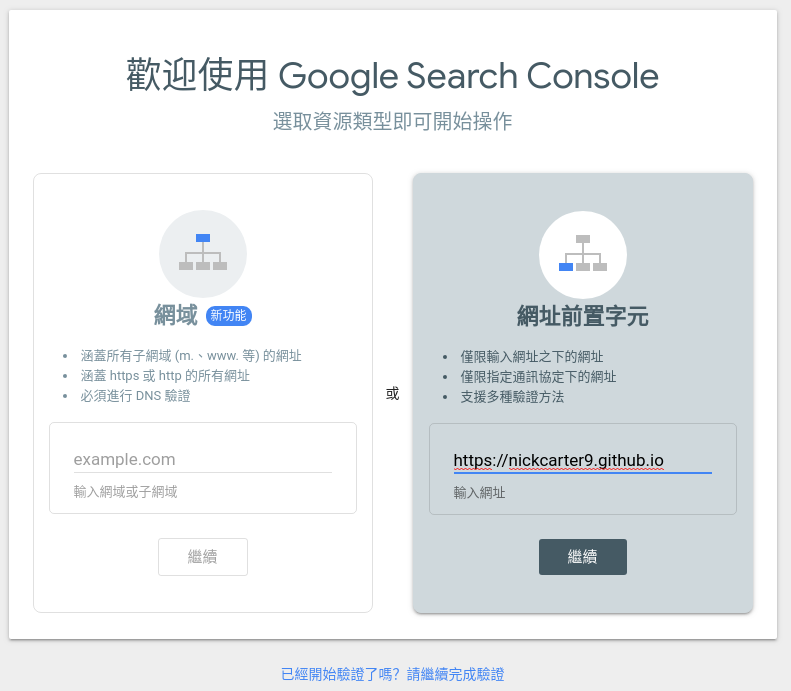 歡迎使用 Google Search Console
選取資源類型即可開始操作
網域 新功能
涵蓋所有子網域 (m.、www. 等) 的網址
涵蓋 https 或 http 的所有網址
必須進行 DNS 驗證
example.com
輸入網域或子網域
繼續
或
網址前置字元
僅限輸入網址之下的網址
僅限指定通訊協定下的網址
支援多種驗證方法
https://nickcarter9.github.io
輸入網址
繼續
已經開始驗證了嗎？請繼續完成驗證